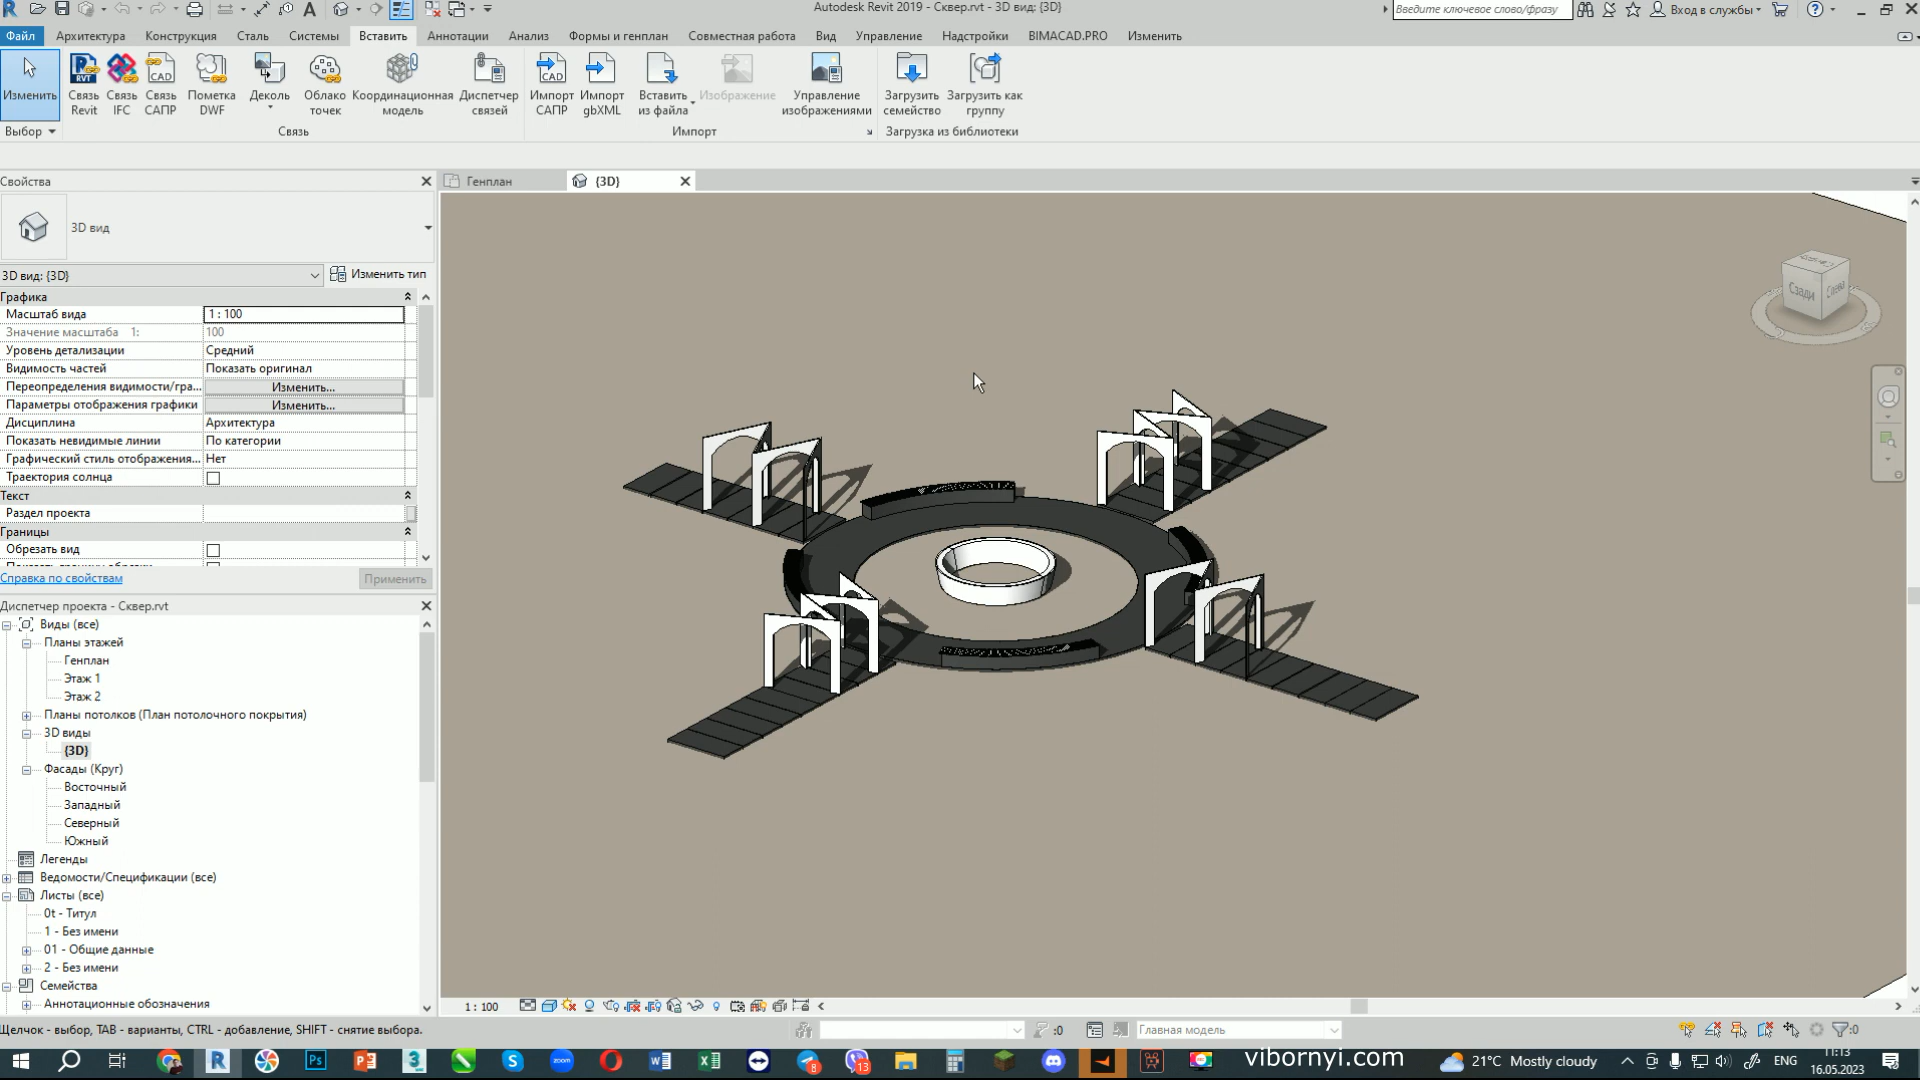 Autodesk Revit 2019 - Сквер.rvt - 3D вид: {3D}
Введите ключевое слово/фразу
Вход в службы
Файл Архитектура Конструкция Сталь Системы Вставить Аннотации Анализ Формы и генплан Совместная работа Вид Управление Надстройки BIMACAD.PRO Изменить
Изменить
Связь Revit
Связь IFC
Связь САПР
Пометка DWF
Деколь
Облако точек
Координационная модель
Диспетчер связей
Импорт САПР
Импорт gbXML
Вставить из файла
Изображение
Управление изображениями
Загрузить семейство
Загрузить как группу
Выбор
Связь
Импорт
Загрузка из библиотеки
Свойства
Генплан
{3D}
3D вид
3D вид: {3D}
Изменить тип
Графика
Масштаб вида 1 : 100
Значение масштаба 1: 100
Уровень детализации Средний
Видимость частей Показать оригинал
Переопределения видимости/гра... Изменить...
Параметры отображения графики Изменить...
Дисциплина Архитектура
Показать невидимые линии По категории
Графический стиль отображения... Нет
Траектория солнца
Текст
Раздел проекта
Границы
Обрезать вид
Справка по свойствам
Применить
Диспетчер проекта - Сквер.rvt
Виды (все)
Планы этажей
Генплан
Этаж 1
Этаж 2
Планы потолков (План потолочного покрытия)
3D виды
{3D}
Фасады (Круг)
Восточный
Западный
Северный
Южный
Легенды
Ведомости/Спецификации (все)
Листы (все)
0t - Титул
1 - Без имени
01 - Общие данные
2 - Без имени
Семейства
Аннотационные обозначения
Сзади
Слева
1 : 100
Щелчок - выбор, TAB - варианты, CTRL - добавление, SHIFT - снятие выбора.
:0
Главная модель
:0
vibornyi.com
21°C Mostly cloudy
ENG
11:13
16.05.2023